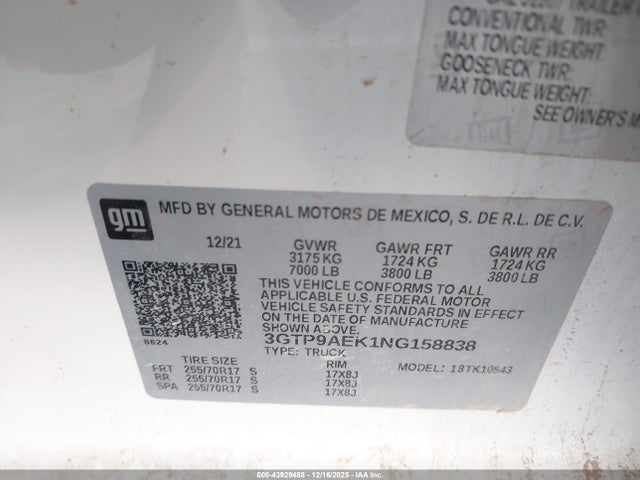 CONVENTIONAL TWR:
MAX TONGUE WEIGHT:
GOOSENECK TWR:
MAX TONGUE WEIGHT:
SEE OWNER'S M
gm
MFD BY GENERAL MOTORS DE MEXICO, S. DE R.L. DE C.V.
12/21 GVWR GAWR FRT GAWR RR
3175 KG 1724 KG 1724 KG
7000 LB 3800 LB 3800 LB
THIS VEHICLE CONFORMS TO ALL
APPLICABLE U.S. FEDERAL MOTOR
VEHICLE SAFETY STANDARDS IN EFFECT
ON THE DATE OF MANUFACTURE
SHOWN ABOVE.
8624
3GTP9AEK1NG158838
TYPE: TRUCK MODEL: 18TK10543
TIRE SIZE RIM
FRT 255/70R17 S 17X8J
RR 255/70R17 S 17X8J
SPA 255/70R17 S 17X8J
000-43929468 - 12/16/2025 - IAAI.COM